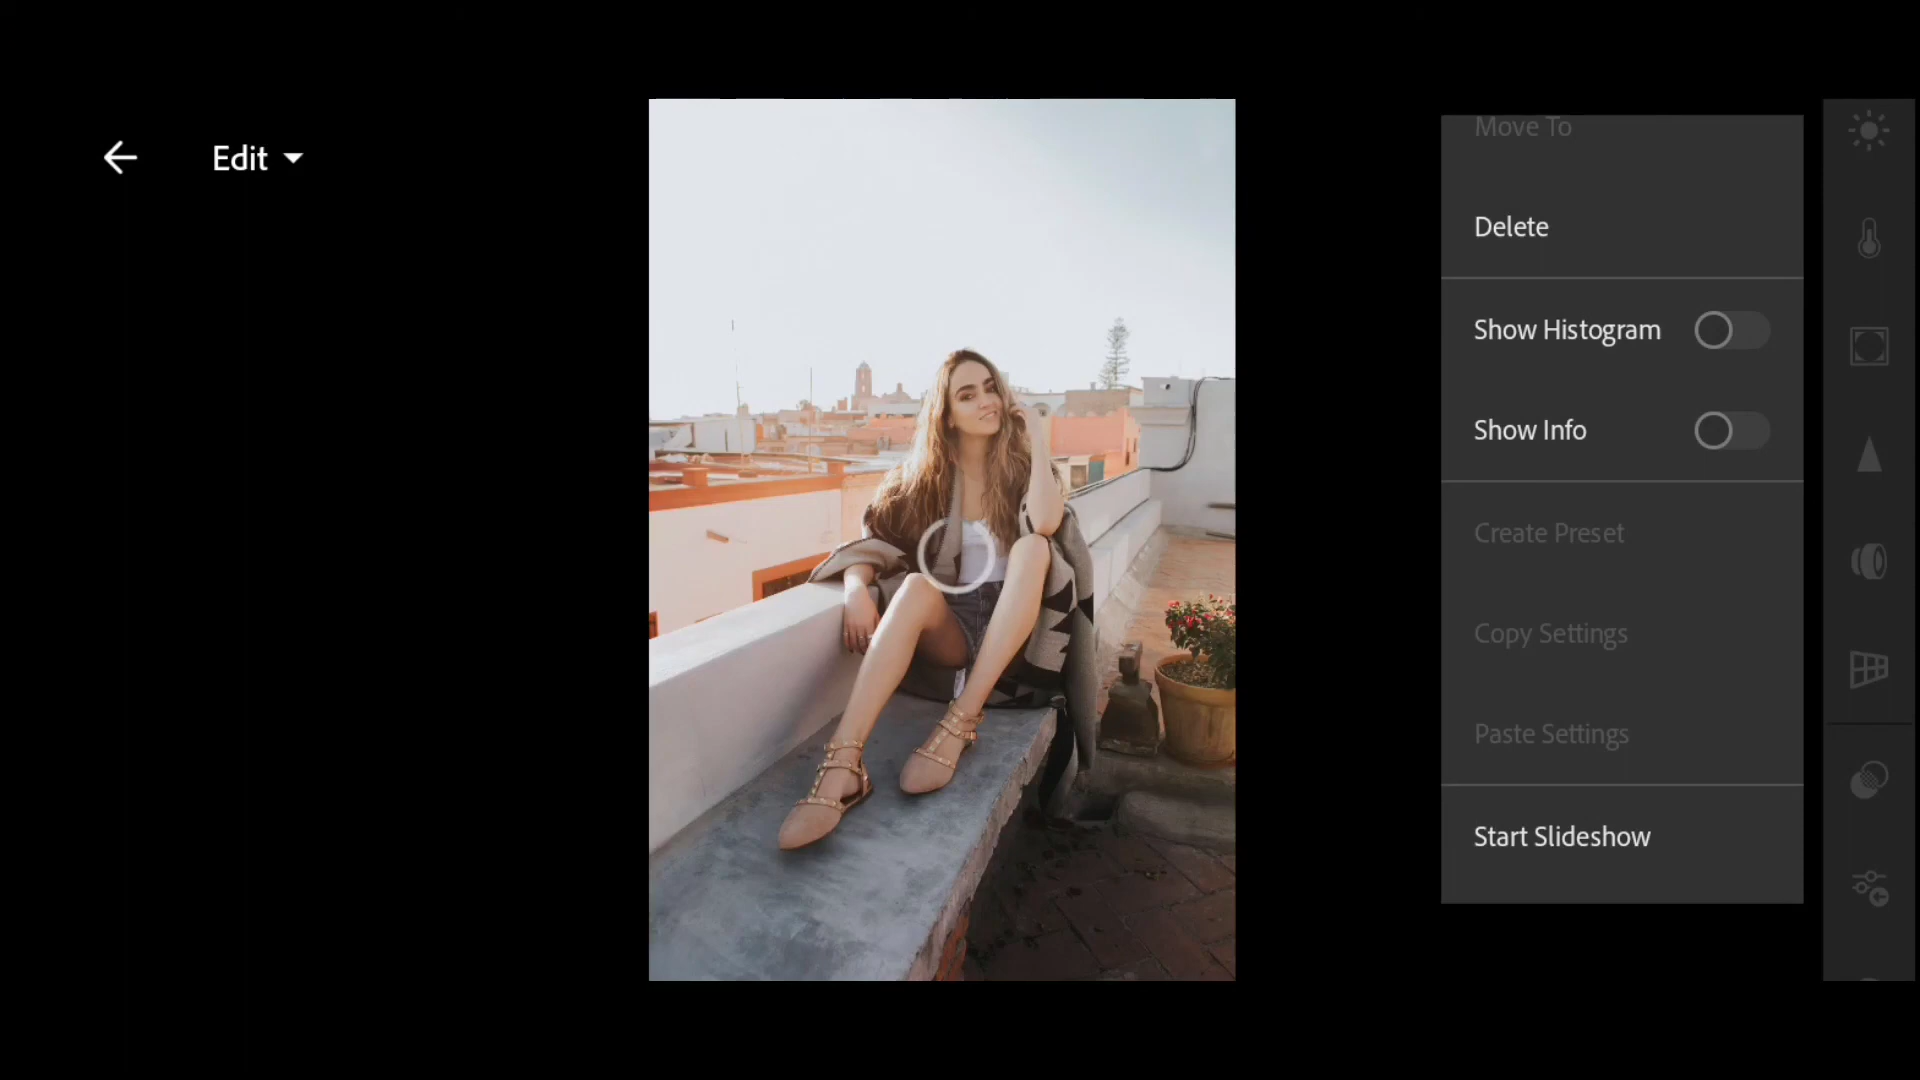 Edit
Move To
Delete
Show Histogram
Show Info
Create Preset
Copy Settings
Paste Settings
Start Slideshow